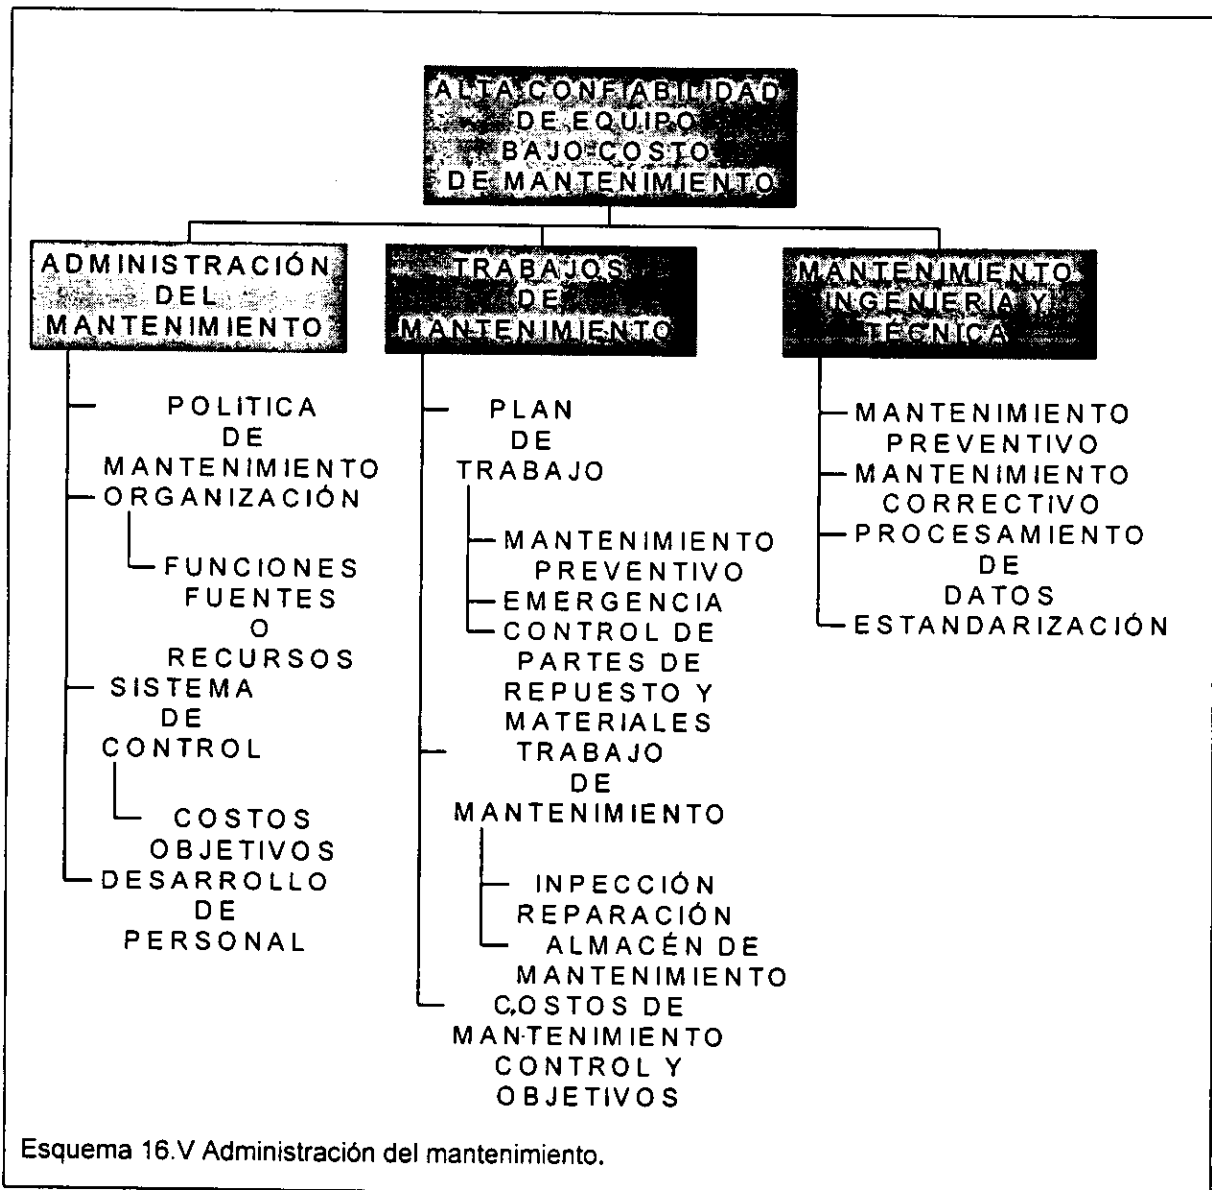 ALTA CONFIABILIDAD
DE EQUIPO
BAJO COSTO
DE MANTENIMIENTO
ADMINISTRACIÓN
DEL
MANTENIMIENTO
POLITICA
DE
MANTENIMIENTO
ORGANIZACIÓN
FUNCIONES
FUENTES
O
RECURSOS
SISTEMA
DE
CONTROL
COSTOS
OBJETIVOS
DESARROLLO
DE
PERSONAL
TRABAJOS
DE
MANTENIMIENTO
PLAN
DE
TRABAJO
MANTENIMIENTO
PREVENTIVO
EMERGENCIA
CONTROL DE
PARTES DE
REPUESTO Y
MATERIALES
TRABAJO
DE
MANTENIMIENTO
INPECCIÓN
REPARACIÓN
ALMACÉN DE
MANTENIMIENTO
COSTOS DE
MANTENIMIENTO
CONTROL Y
OBJETIVOS
MANTENIMIENTO
INGENIERÍA Y
TÉCNICA
MANTENIMIENTO
PREVENTIVO
MANTENIMIENTO
CORRECTIVO
PROCESAMIENTO
DE
DATOS
ESTANDARIZACIÓN
Esquema 16.V Administración del mantenimiento.